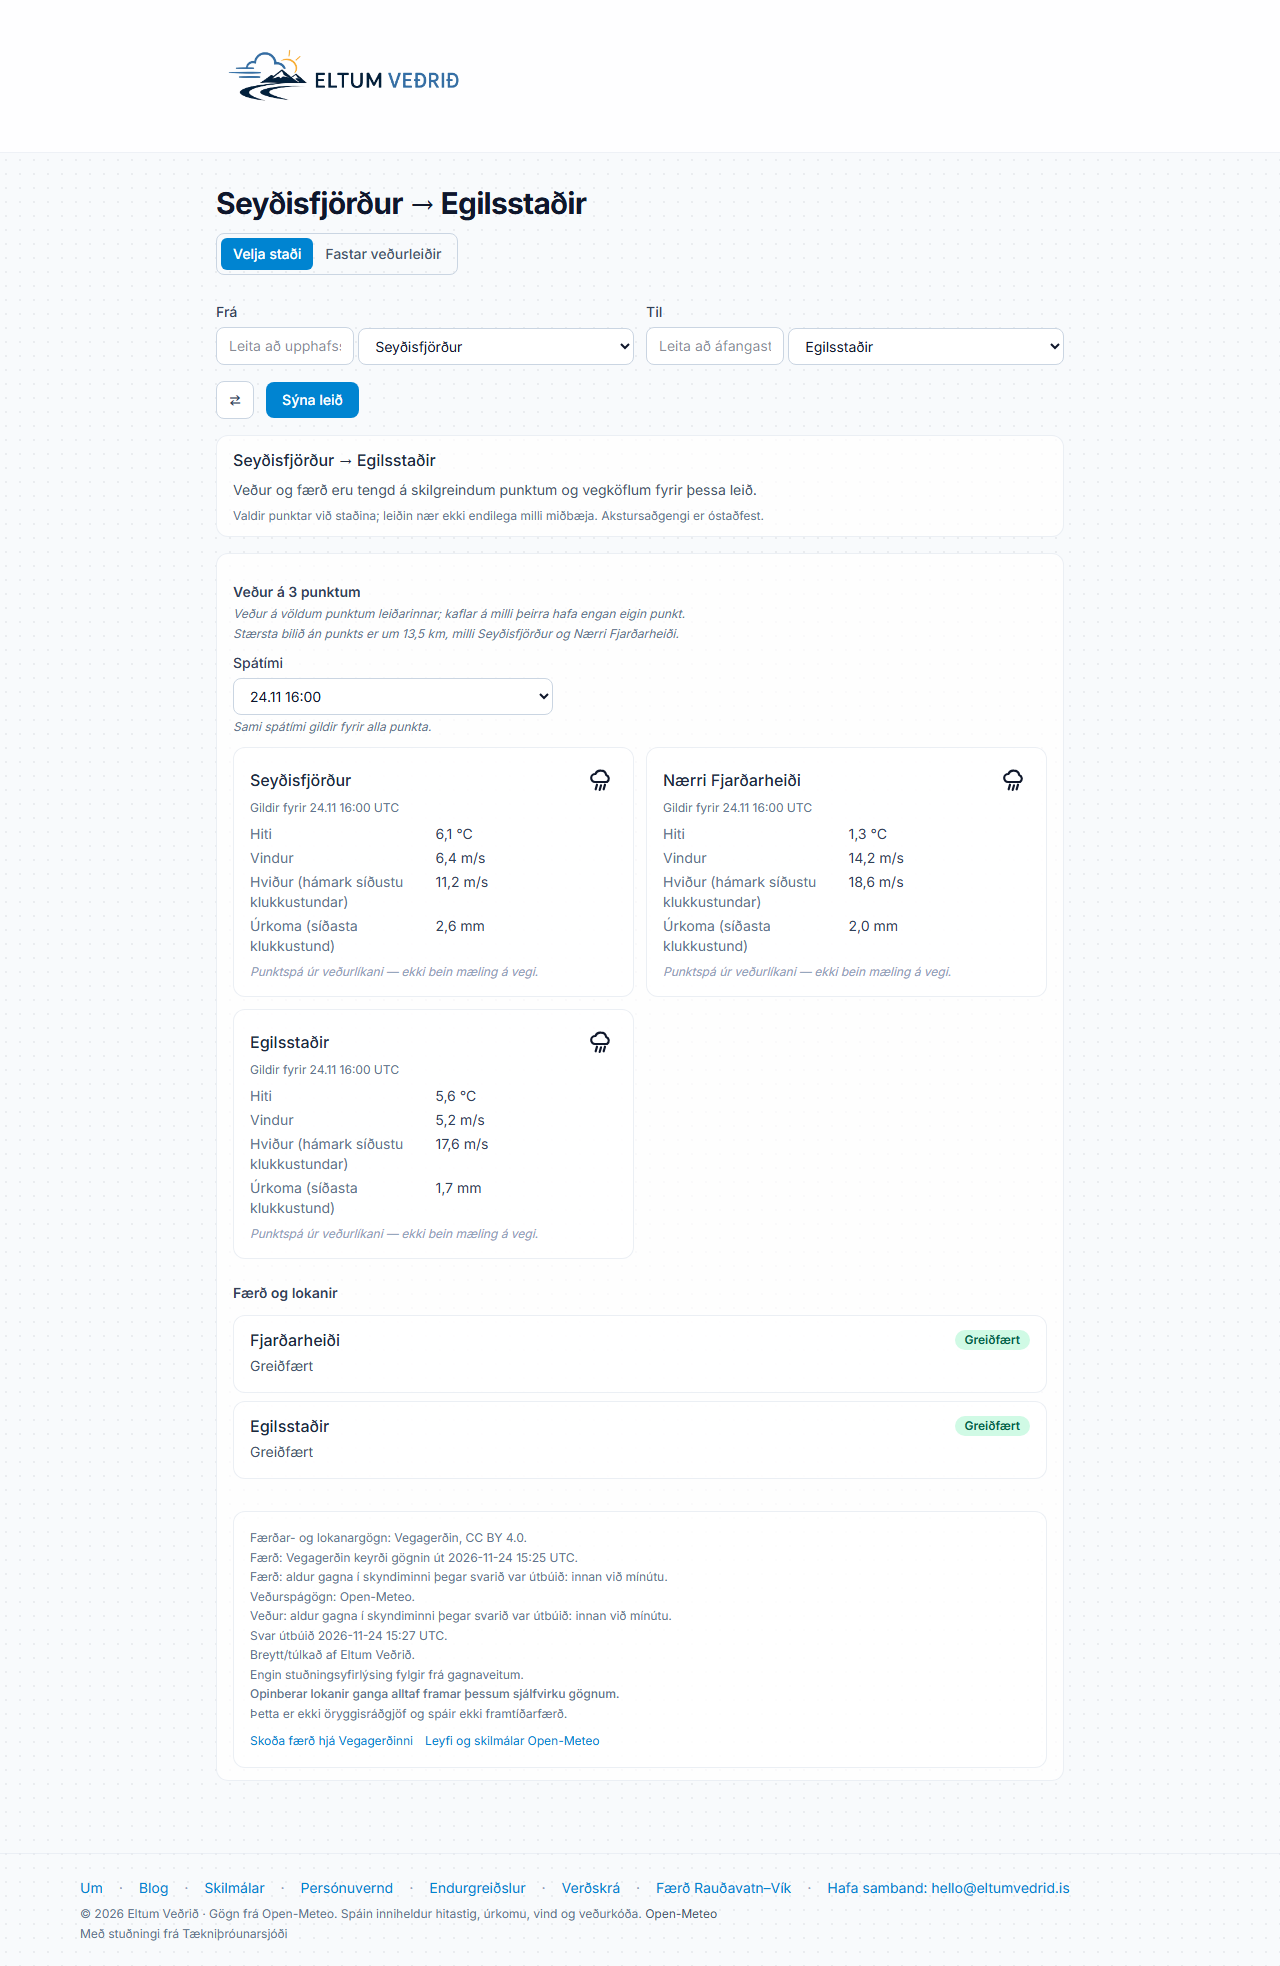 ELTUM VEÐRIÐ
Seyðisfjörður → Egilsstaðir
Velja staði
Fastar veðurleiðir
Frá
Til
Leita að upphafs
Seyðisfjörður
Leita að áfangast
Egilsstaðir
⇄
Sýna leið
Seyðisfjörður → Egilsstaðir
Veður og færð eru tengd á skilgreindum punktum og vegköflum fyrir þessa leið.
Valdir punktar við staðina; leiðin nær ekki endilega milli miðbæja. Akstursaðgengi er óstaðfest.
Veður á 3 punktum
Veður á völdum punktum leiðarinnar; kaflar á milli þeirra hafa engan eigin punkt.
Stærsta bilið án punkts er um 13,5 km, milli Seyðisfjörður og Nærri Fjarðarheiði.
Spátími
24.11 16:00
Sami spátími gildir fyrir alla punkta.
Seyðisfjörður
Gildir fyrir 24.11 16:00 UTC
Hiti 6,1 °C
Vindur 6,4 m/s
Hviður (hámark síðustu 11,2 m/s
klukkustundar)
Úrkoma (síðasta 2,6 mm
klukkustund)
Punktspá úr veðurlíkani — ekki bein mæling á vegi.
Nærri Fjarðarheiði
Gildir fyrir 24.11 16:00 UTC
Hiti 1,3 °C
Vindur 14,2 m/s
Hviður (hámark síðustu 18,6 m/s
klukkustundar)
Úrkoma (síðasta 2,0 mm
klukkustund)
Punktspá úr veðurlíkani — ekki bein mæling á vegi.
Egilsstaðir
Gildir fyrir 24.11 16:00 UTC
Hiti 5,6 °C
Vindur 5,2 m/s
Hviður (hámark síðustu 17,6 m/s
klukkustundar)
Úrkoma (síðasta 1,7 mm
klukkustund)
Punktspá úr veðurlíkani — ekki bein mæling á vegi.
Færð og lokanir
Fjarðarheiði
Greiðfært
Greiðfært
Egilsstaðir
Greiðfært
Greiðfært
Færðar- og lokanargögn: Vegagerðin, CC BY 4.0.
Færð: Vegagerðin keyrði gögnin út 2026-11-24 15:25 UTC.
Færð: aldur gagna í skyndiminni þegar svarið var útbúið: innan við mínútu.
Veðurspágögn: Open-Meteo.
Veður: aldur gagna í skyndiminni þegar svarið var útbúið: innan við mínútu.
Svar útbúið 2026-11-24 15:27 UTC.
Breytt/túlkað af Eltum Veðrið.
Engin stuðningsyfirlýsing fylgir frá gagnaveitum.
Opinberar lokanir ganga alltaf framar þessum sjálfvirku gögnum.
Þetta er ekki öryggisráðgjöf og spáir ekki framtíðarfærð.
Skoða færð hjá Vegagerðinni Leyfi og skilmálar Open-Meteo
Um · Blog · Skilmálar · Persónuvernd · Endurgreiðslur · Verðskrá · Færð Rauðavatn–Vík · Hafa samband: hello@eltumvedrid.is
© 2026 Eltum Veðrið · Gögn frá Open-Meteo. Spáin inniheldur hitastig, úrkomu, vind og veðurkóða. Open-Meteo
Með stuðningi frá Tækniþróunarsjóði